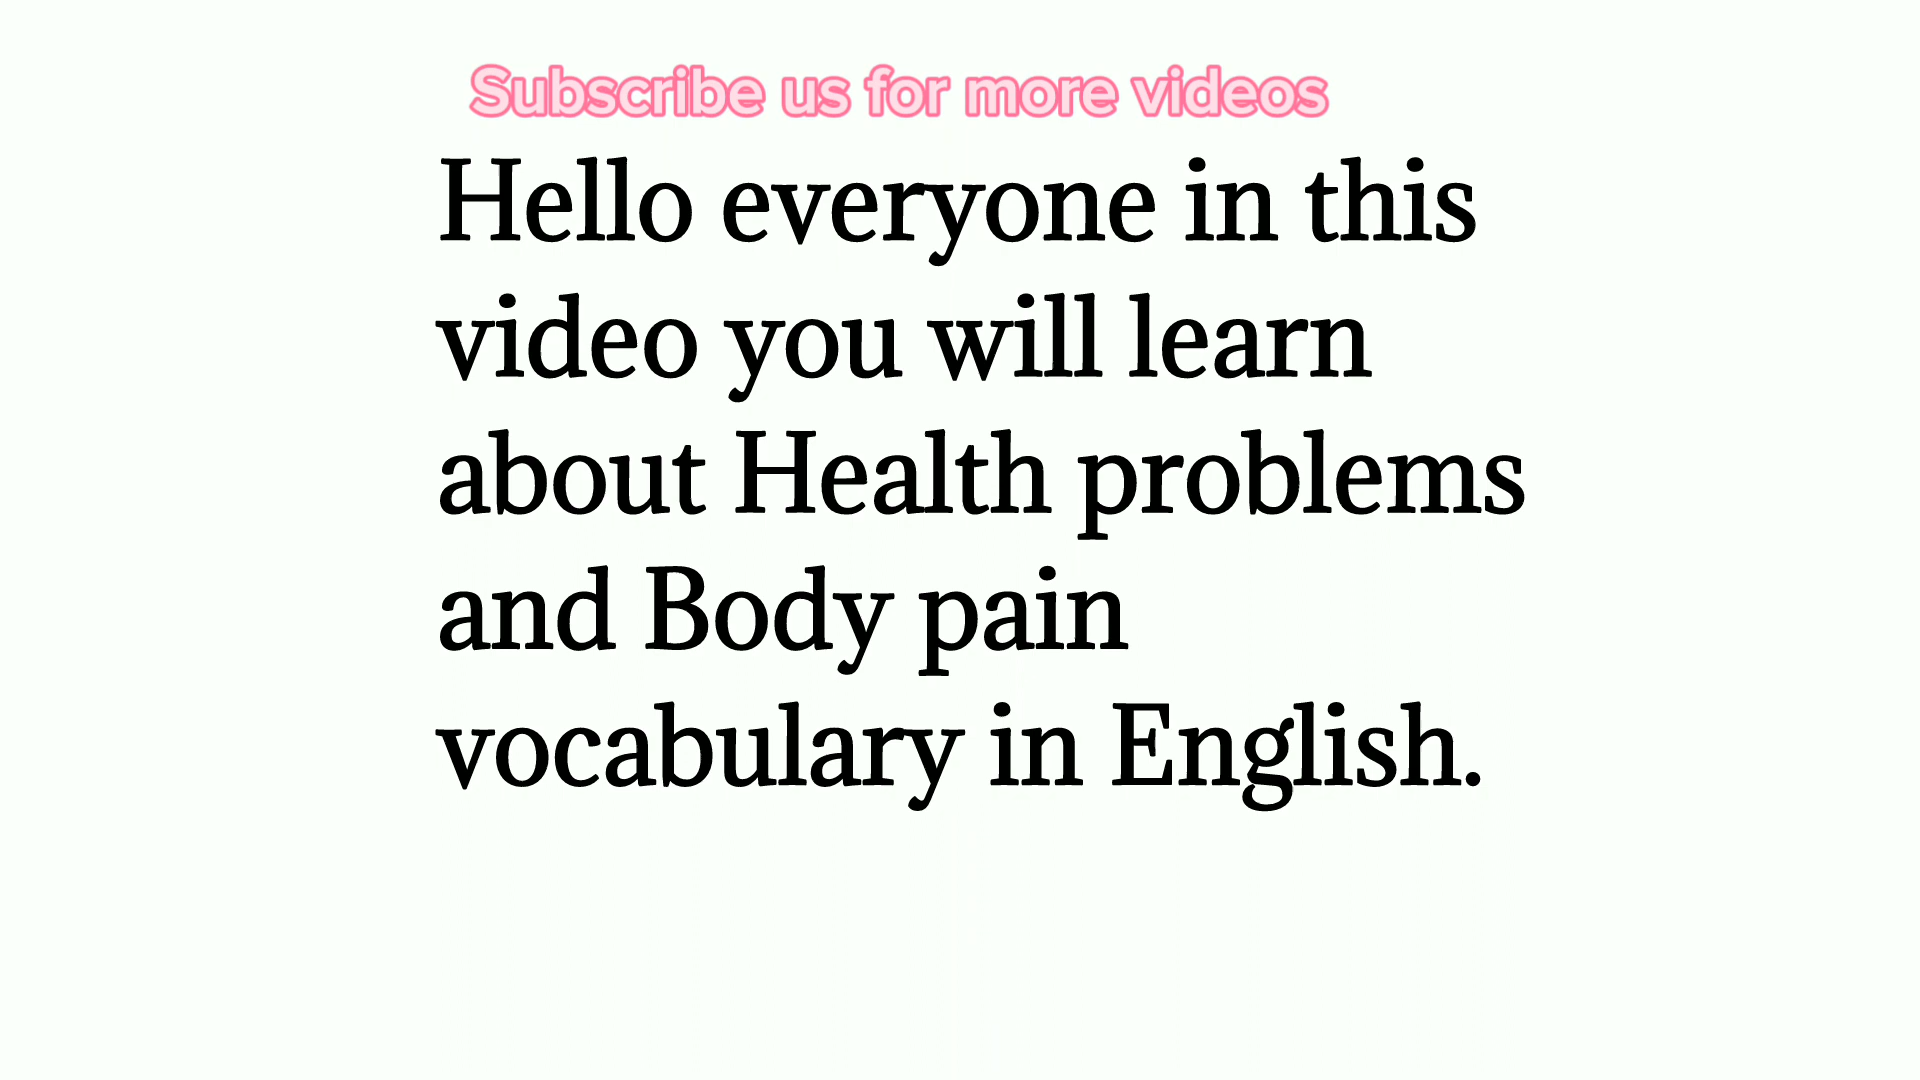 Subscribe us for more videos
Hello everyone in this
video you will learn
about Health problems
and Body pain
vocabulary in English.